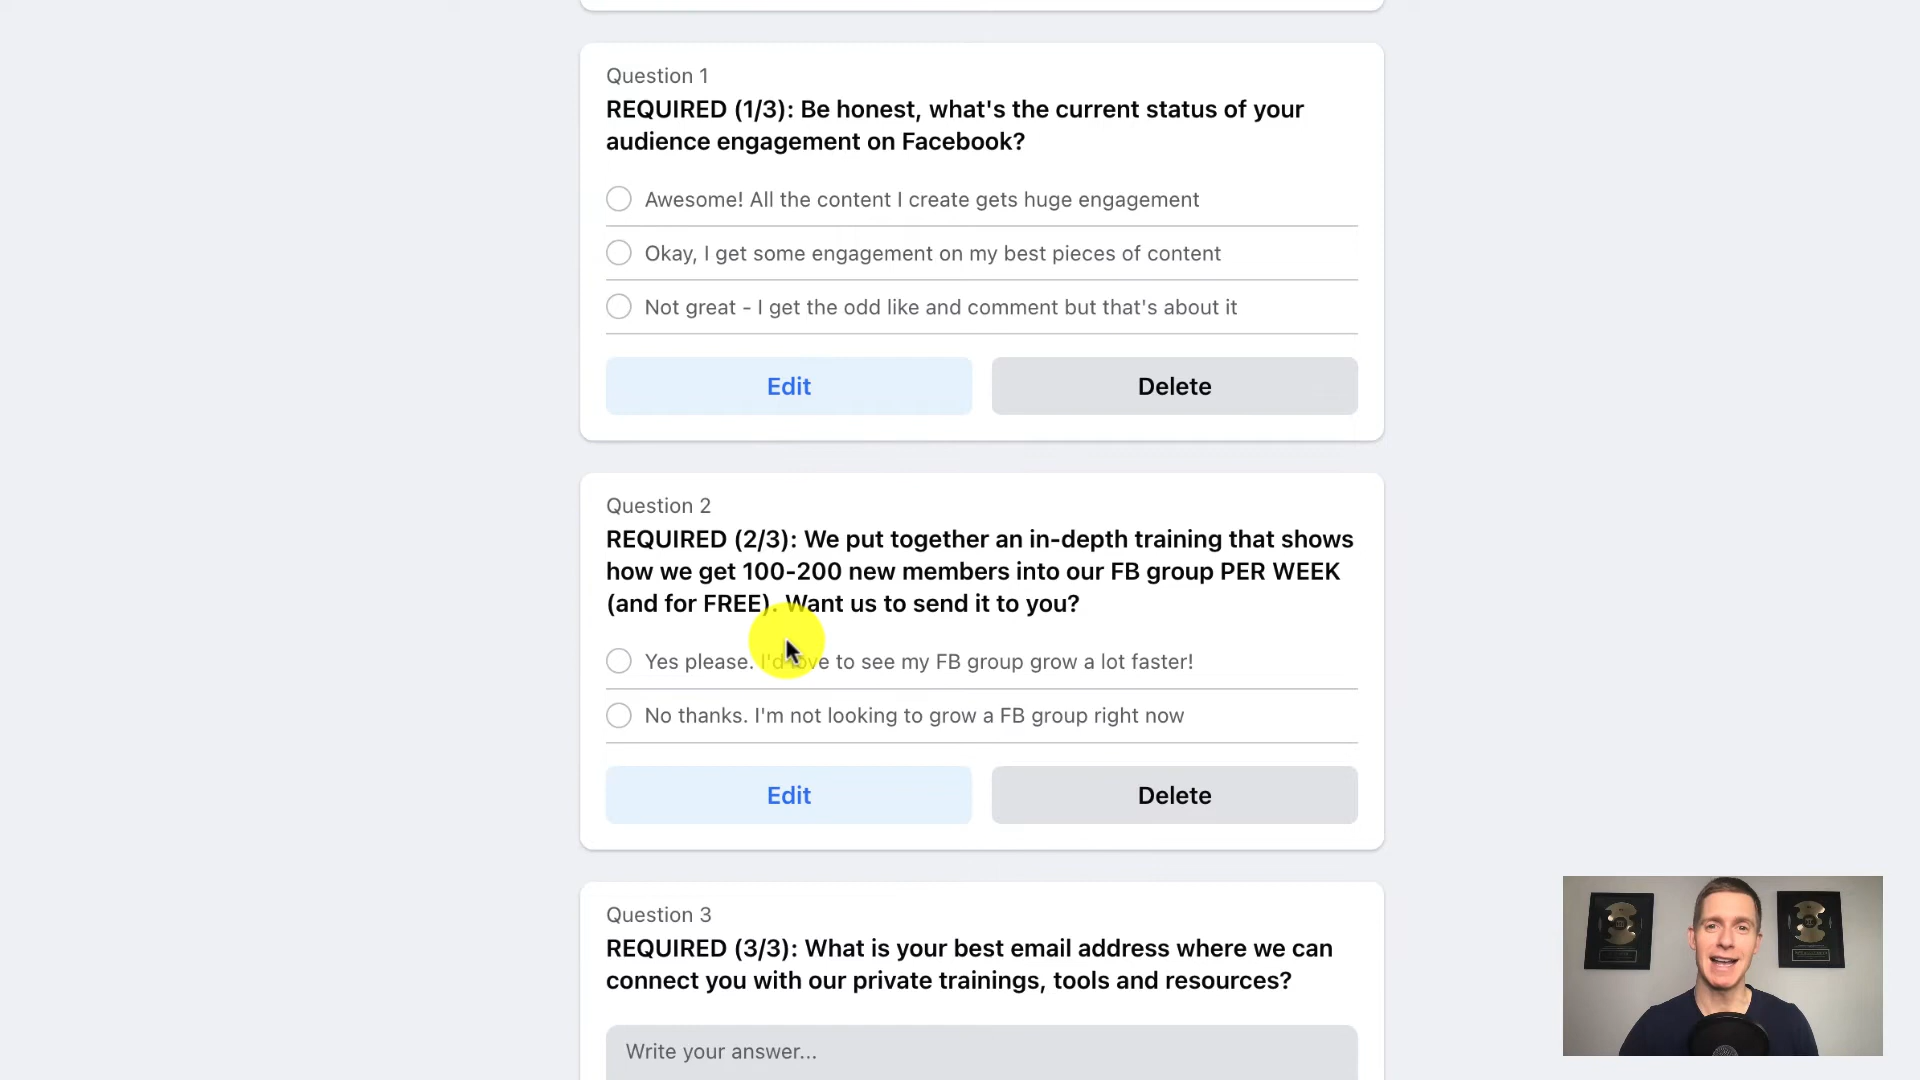 Question 1
REQUIRED (1/3): Be honest, what's the current status of your
audience engagement on Facebook?
Awesome! All the content I create gets huge engagement
Okay, I get some engagement on my best pieces of content
Not great - I get the odd like and comment but that's about it
Edit
Delete
Question 2
REQUIRED (2/3): We put together an in-depth training that shows
how we get 100-200 new members into our FB group PER WEEK
(and for FREE). Want us to send it to you?
Yes please. I'd love to see my FB group grow a lot faster!
No thanks. I'm not looking to grow a FB group right now
Edit
Delete
Question 3
REQUIRED (3/3): What is your best email address where we can
connect you with our private trainings, tools and resources?
Write your answer...